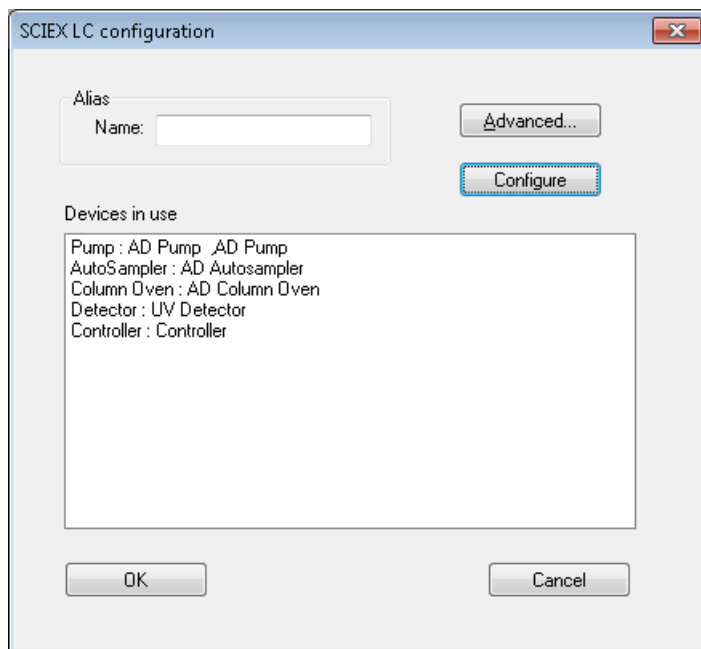 SCIEX LC configuration
Alias
Name:
Advanced...
Configure
Devices in use
Pump : AD Pump ,AD Pump
AutoSampler : AD Autosampler
Column Oven : AD Column Oven
Detector : UV Detector
Controller : Controller
OK
Cancel